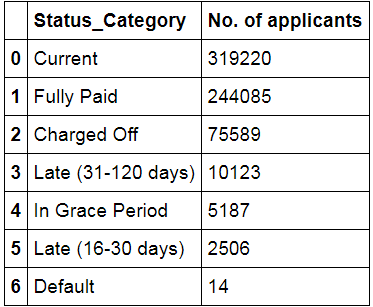 Status_Category No. of applicants
0 Current 319220
1 Fully Paid 244085
2 Charged Off 75589
3 Late (31-120 days) 10123
4 In Grace Period 5187
5 Late (16-30 days) 2506
6 Default 14